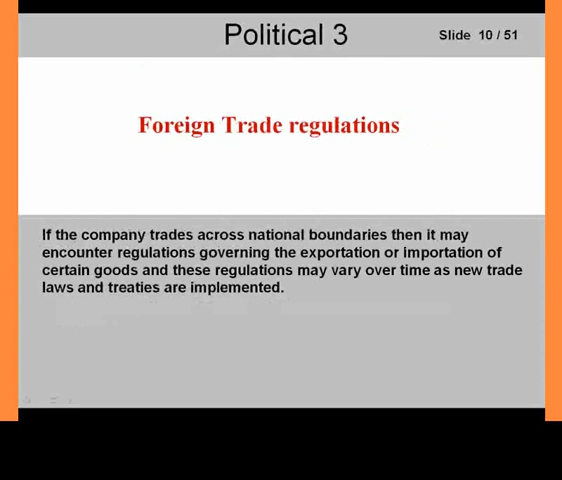 Political 3
Slide 10 / 51
Foreign Trade regulations
If the company trades across national boundaries then it may
encounter regulations governing the exportation or importation of
certain goods and these regulations may vary over time as new trade
laws and treaties are implemented.